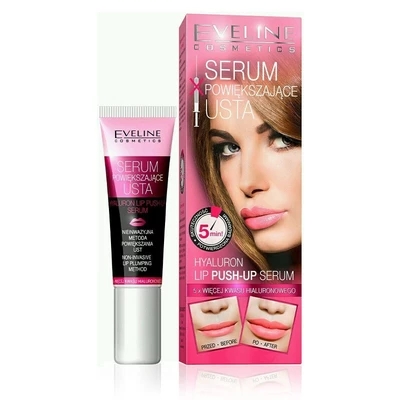 EVELINE
COSMETICS
SERUM
POWIĘKSZAJĄCE
USTA
HYALURON LIP PUSH-UP
SERUM
NIEINWAZYJNA
METODA
POWIĘKSZANIA
UST
NON-INVASIVE
LIP PLUMPING
METHOD
EVELINE
COSMETICS
SERUM
POWIĘKSZAJĄCE
USTA
5 min!
HYALURON
LIP PUSH-UP SERUM
WIĘCEJ KWASU HIALURONOWEGO
PRZED - BEFORE
PO - AFTER